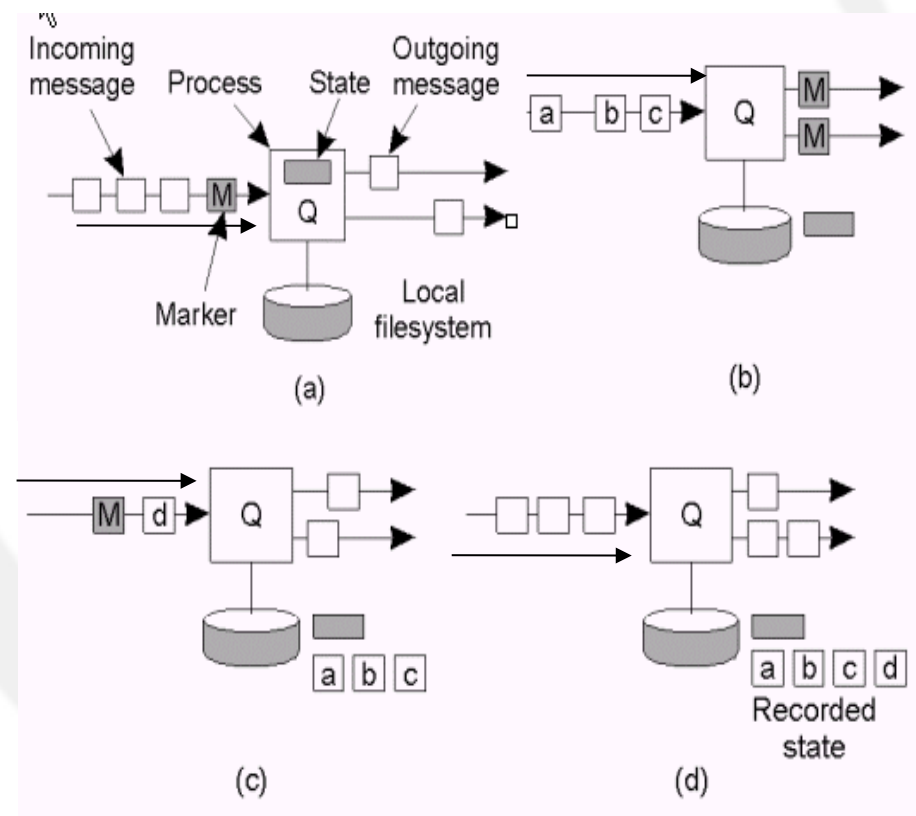 Incoming
message
Process
State
Outgoing
message
M
Q
Marker
Local
filesystem
(a)
a b c
Q
M
M
(b)
M d
Q
a b c
(c)
Q
a b c d
Recorded
state
(d)